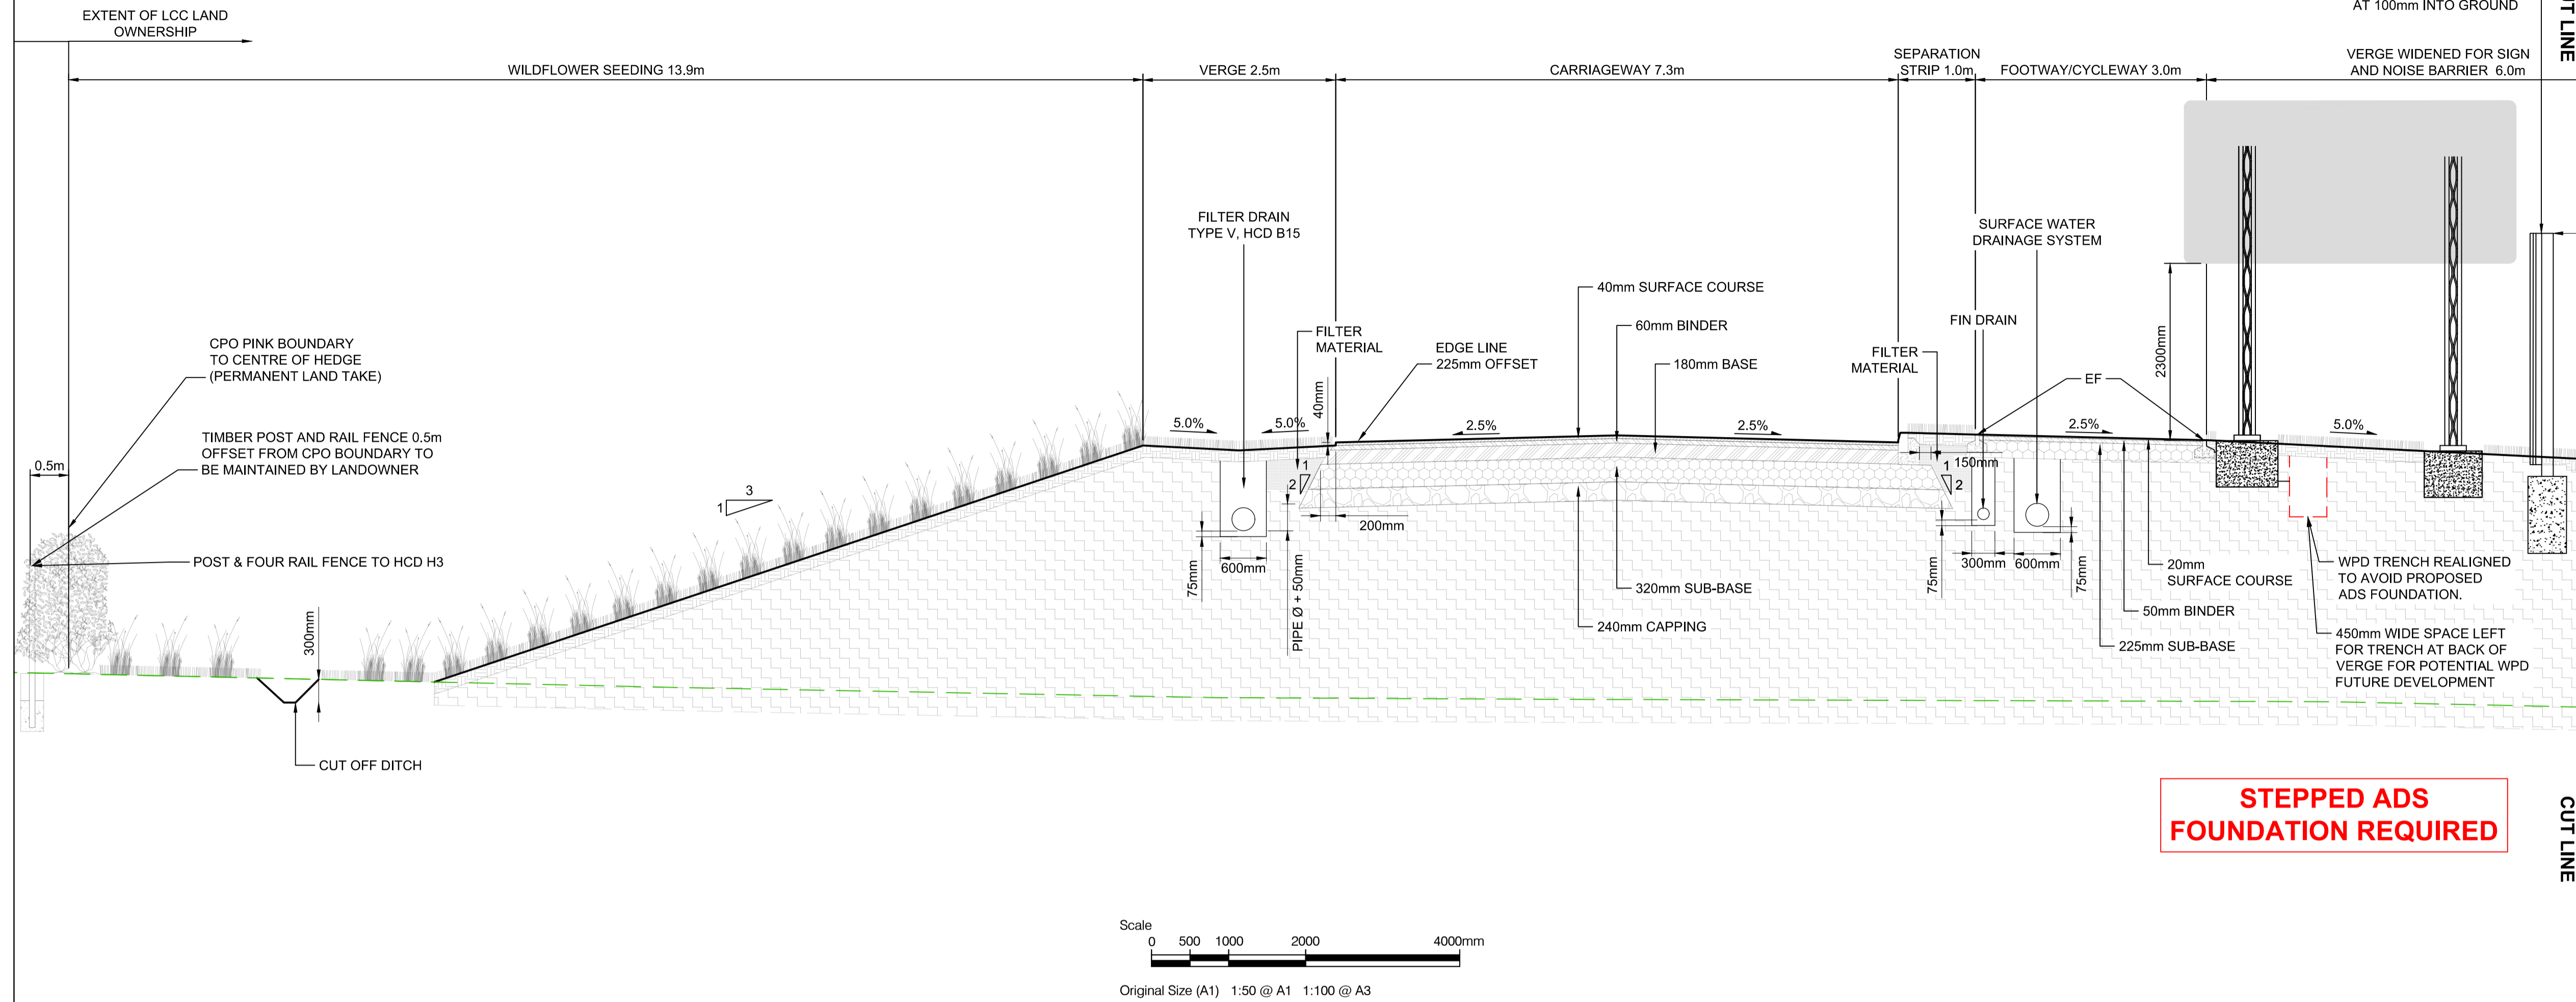 EXTENT OF LCC LAND
OWNERSHIP
AT 100mm INTO GROUND
WILDFLOWER SEEDING 13.9m
VERGE 2.5m
CARRIAGEWAY 7.3m
SEPARATION
STRIP 1.0m
FOOTWAY/CYCLEWAY 3.0m
VERGE WIDENED FOR SIGN
AND NOISE BARRIER 6.0m
LINE
FILTER DRAIN
TYPE V, HCD B15
SURFACE WATER
DRAINAGE SYSTEM
40mm SURFACE COURSE
60mm BINDER
180mm BASE
FIN DRAIN
FILTER
MATERIAL
EDGE LINE
225mm OFFSET
FILTER
MATERIAL
EF
2300mm
40mm
CPO PINK BOUNDARY
TO CENTRE OF HEDGE
(PERMANENT LAND TAKE)
TIMBER POST AND RAIL FENCE 0.5m
OFFSET FROM CPO BOUNDARY TO
BE MAINTAINED BY LANDOWNER
0.5m
POST & FOUR RAIL FENCE TO HCD H3
5.0%
5.0%
2.5%
2.5%
2.5%
5.0%
3
1
1
2
1
2
150mm
200mm
600mm
75mm
PIPE Ø + 50mm
300mm
600mm
75mm
75mm
320mm SUB-BASE
240mm CAPPING
20mm
SURFACE COURSE
50mm BINDER
225mm SUB-BASE
WPD TRENCH REALIGNED
TO AVOID PROPOSED
ADS FOUNDATION.
450mm WIDE SPACE LEFT
FOR TRENCH AT BACK OF
VERGE FOR POTENTIAL WPD
FUTURE DEVELOPMENT
300mm
CUT OFF DITCH
STEPPED ADS
FOUNDATION REQUIRED
CUT LINE
Scale
0 500 1000 2000 4000mm
Original Size (A1) 1:50 @ A1 1:100 @ A3